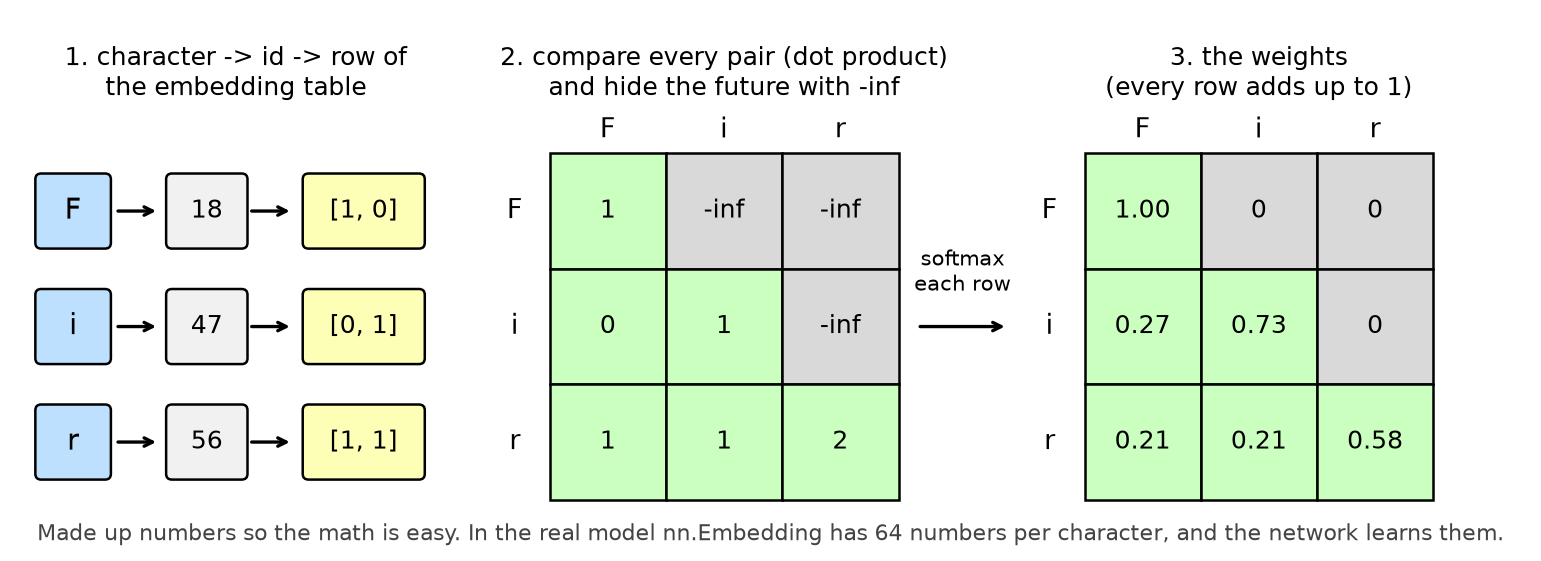 1. character -> id -> row of
the embedding table
F 18 [1, 0]
i 47 [0, 1]
r 56 [1, 1]
2. compare every pair (dot product)
and hide the future with -inf
F i r
F 1 -inf -inf
i 0 1 -inf
r 1 1 2
softmax
each row
3. the weights
(every row adds up to 1)
F i r
F 1.00 0 0
i 0.27 0.73 0
r 0.21 0.21 0.58
Made up numbers so the math is easy. In the real model nn.Embedding has 64 numbers per character, and the network learns them.